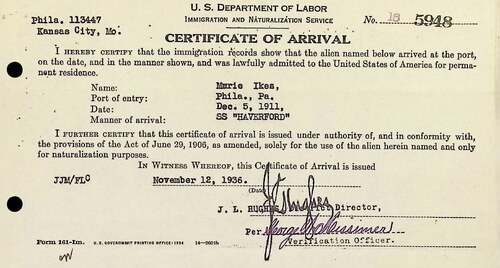 U. S. DEPARTMENT OF LABOR
Phila. 113447
IMMIGRATION AND NATURALIZATION SERVICE
No. 18 5948
Kansas City, Mo.
CERTIFICATE OF ARRIVAL
I HEREBY CERTIFY that the immigration records show that the alien named below arrived at the port,
on the date, and in the manner shown, and was lawfully admitted to the United States of America for perma-
nent residence.
Name: Marie Ikes,
Port of entry: Phila., Pa.
Date: Dec. 5, 1911,
Manner of arrival: SS "HAVERFORD"
I FURTHER CERTIFY that this certificate of arrival is issued under authority of, and in conformity with,
the provisions of the Act of June 29, 1906, as amended, solely for the use of the alien herein named and only
for naturalization purposes.
IN WITNESS WHEREOF, this Certificate of Arrival is issued
JJM/FLC November 12, 1936.
J. L. Hughes
J. L. HUGHES Director,
Per
Verification Officer.
Form 161-Im. U. S. GOVERNMENT PRINTING OFFICE: 1934